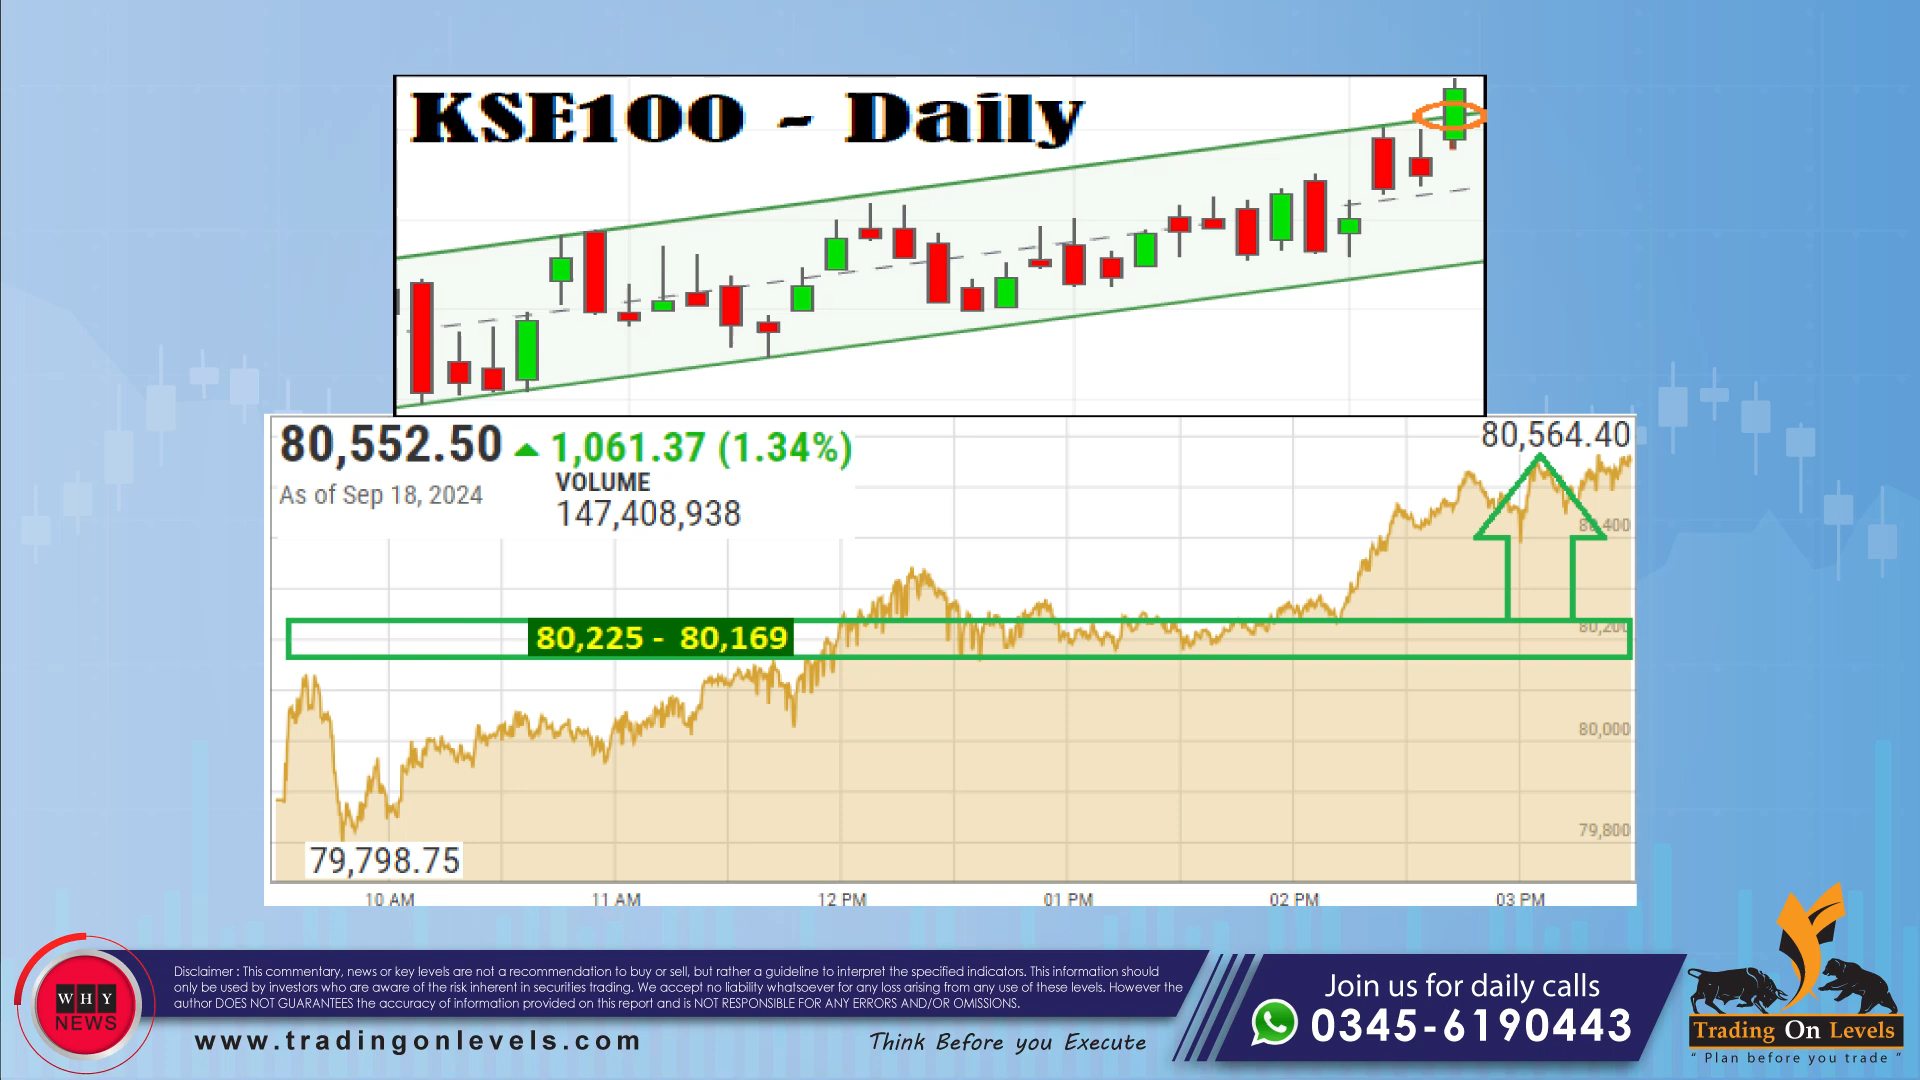 KSE100 - Daily
80,552.50 ▲ 1,061.37 (1.34%)
As of Sep 18, 2024
VOLUME
147,408,938
80,564.40
80,400
80,225 - 80,169
80,200
80,000
79,800
79,798.75
10 AM 11 AM 12 PM 01 PM 02 PM 03 PM
WHY
NEWS
Disclaimer : This commentary, news or key levels are not a recommendation to buy or sell, but rather a guideline to interpret the specified indicators. This information should
only be used by investors who are aware of the risk inherent in securities trading. We accept no liability whatsoever for any loss arising from any use of these levels. However the
author DOES NOT GUARANTEES the accuracy of information provided on this report and is NOT RESPONSIBLE FOR ANY ERRORS AND/OR OMISSIONS.
www.tradingonlevels.com
Think Before you Execute
Join us for daily calls
0345-6190443
Trading On Levels
“ Plan before you trade ”